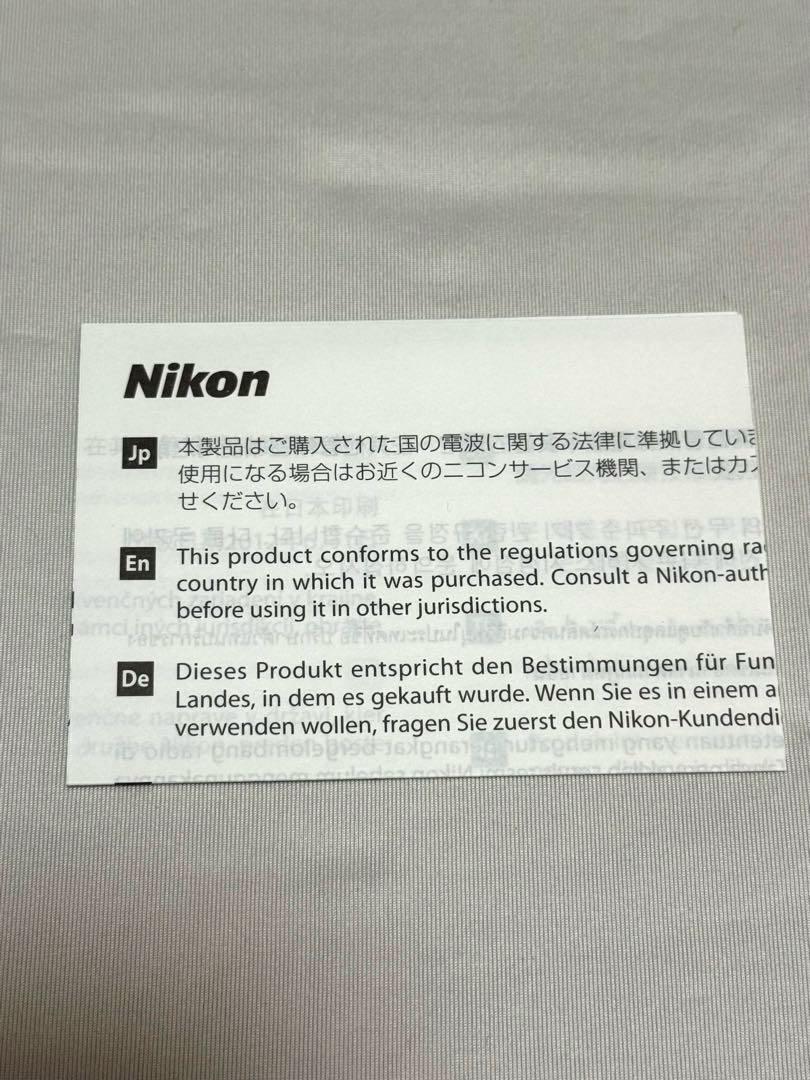 Nikon
Jp
本製品はご購入された国の電波に関する法律に準拠していま
使用になる場合はお近くのニコンサービス機関、またはカス
せください。
En
This product conforms to the regulations governing ra
country in which it was purchased. Consult a Nikon-auth
before using it in other jurisdictions.
De
Dieses Produkt entspricht den Bestimmungen für Fun
Landes, in dem es gekauft wurde. Wenn Sie es in einem a
verwenden wollen, fragen Sie zuerst den Nikon-Kundendi